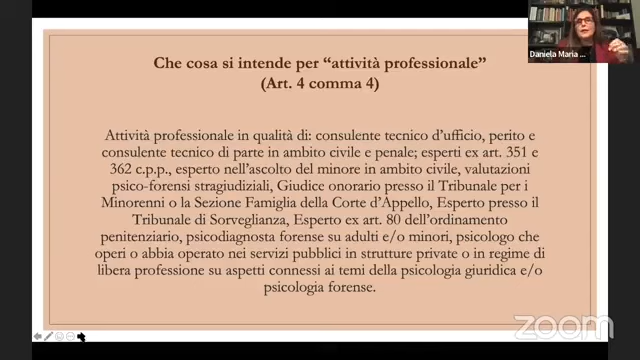 Che cosa si intende per “attività professionale”
(Art. 4 comma 4)
Attività professionale in qualità di: consulente tecnico d’ufficio, perito e
consulente tecnico di parte in ambito civile e penale; esperti ex art. 351 e
362 c.p.p., esperto nell’ascolto del minore in ambito civile, valutazioni
psico-forensi stragiudiziali, Giudice onorario presso il Tribunale per i
Minorenni o la Sezione Famiglia della Corte d’Appello, Esperto presso il
Tribunale di Sorveglianza, Esperto ex art. 80 dell’ordinamento
penitenziario, psicodiagnosta forense su adulti e/o minori, psicologo che
operi o abbia operato nei servizi pubblici in strutture private o in regime di
libera professione su aspetti connessi ai temi della psicologia giuridica e/o
psicologia forense.
Daniela Maria ...
zoom